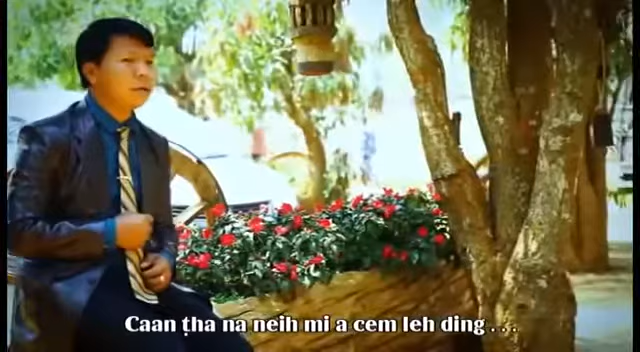 Caan ṭha na neih mi a cem leh ding . . .